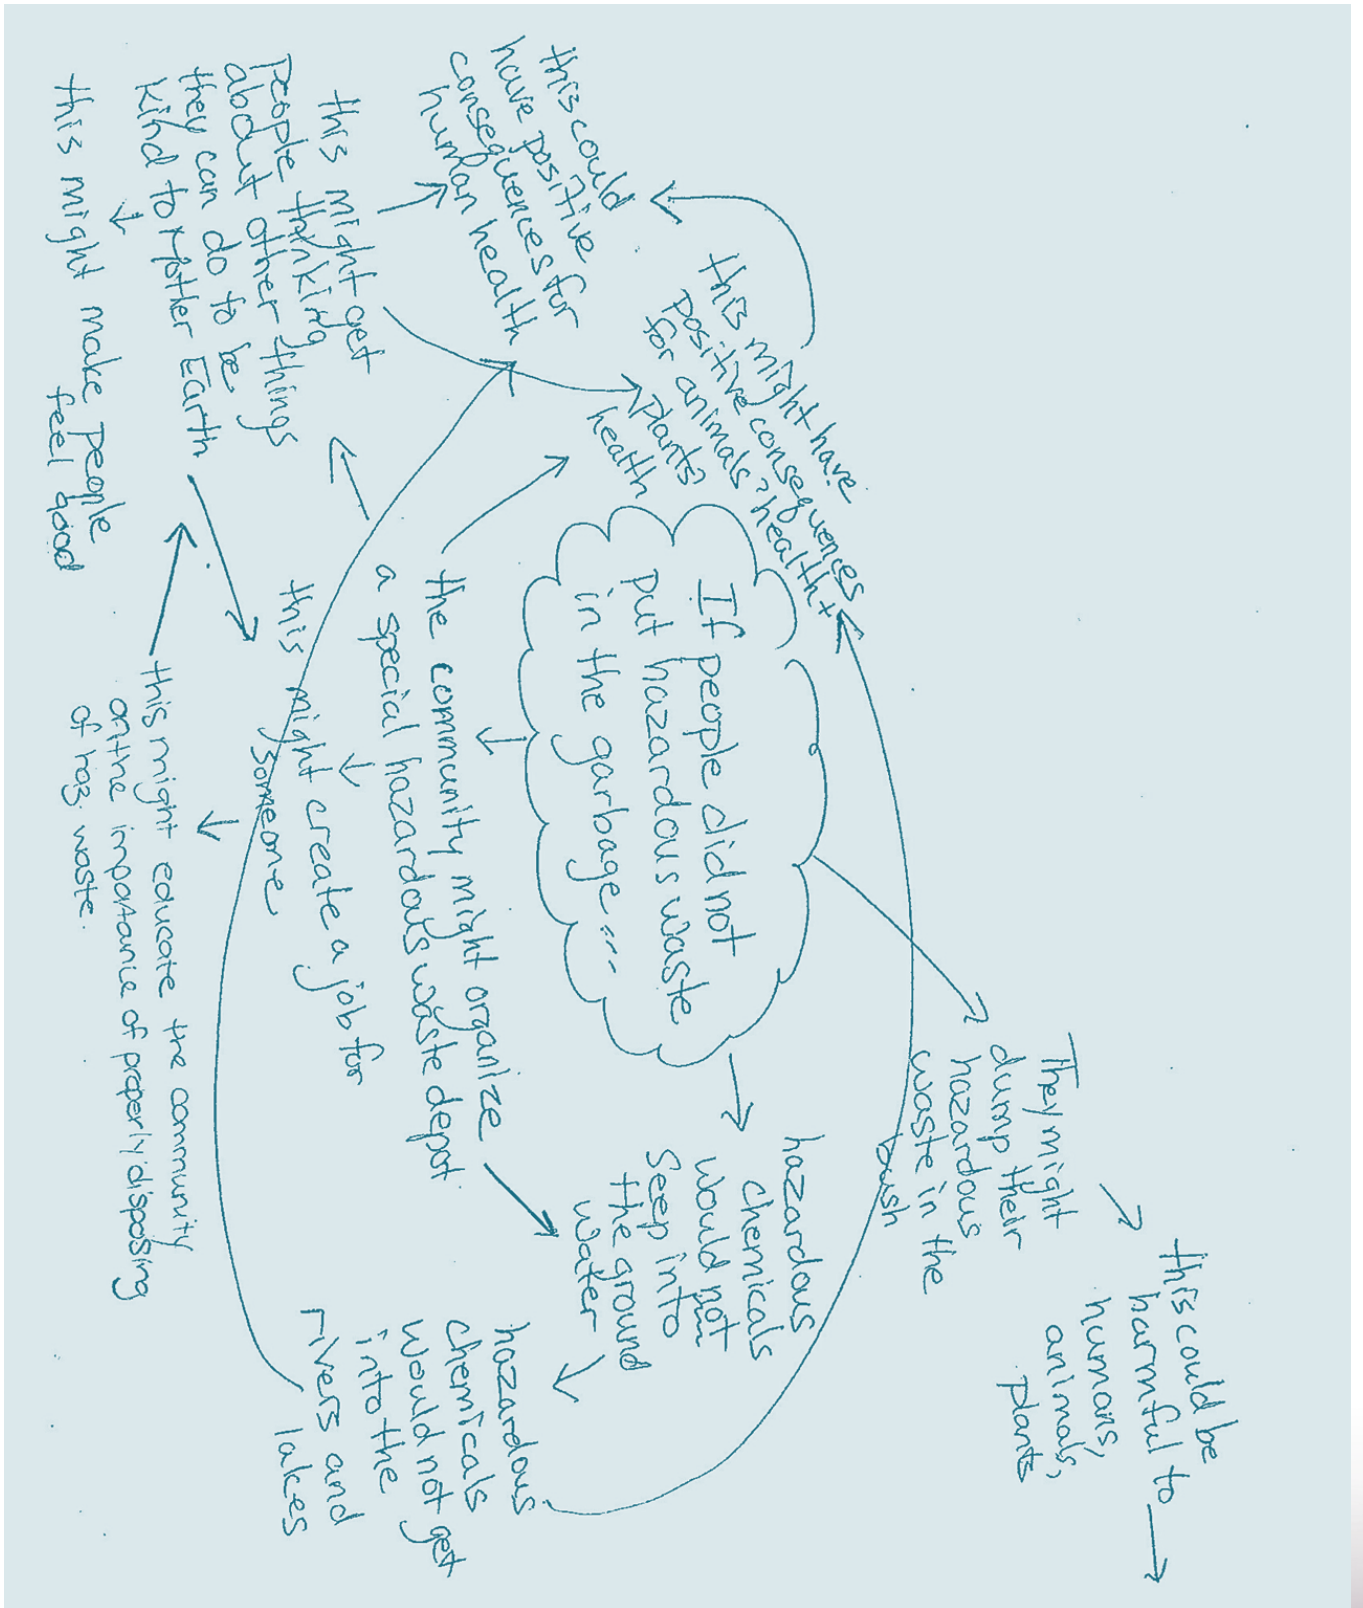 If people did not
put hazardous waste
in the garbage...
They might
dump their
hazardous
waste in the
bush
this could be
harmful to
humans,
animals,
plants
hazardous
chemicals
would not
seep into
the ground
water
hazardous
chemicals
would not get
into the
rivers and
lakes
the community might organize
a special hazardous waste depot
this might create a job for
someone
this might educate the community
on the importance of properly disposing
of haz. waste.
this might get
people thinking
about other things
they can do to be
kind to Mother Earth
this might make people
feel good
this could
have positive
consequences for
human health
this might have
positive consequences
for animals' health +
plants'
health